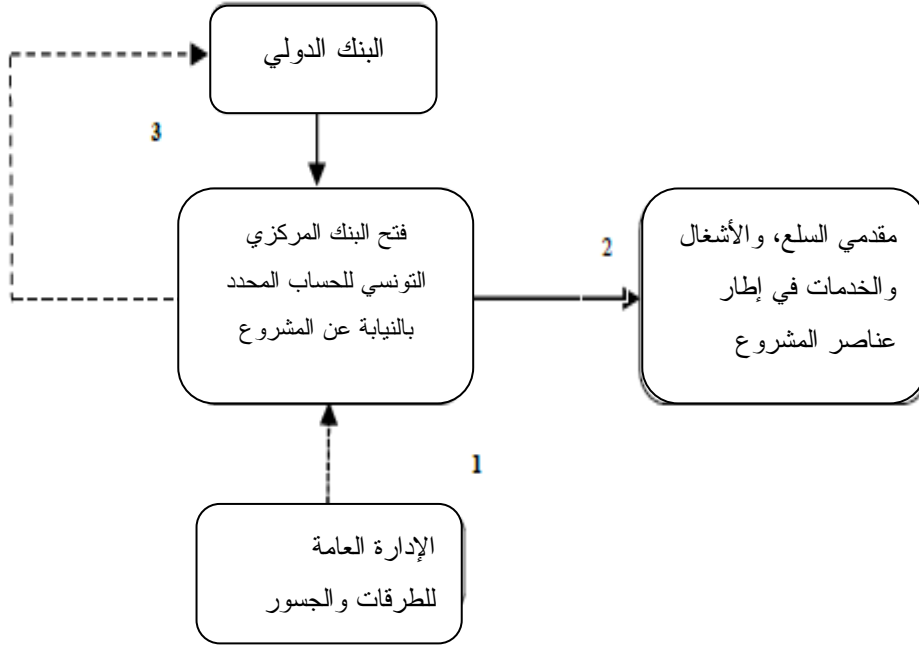 البنك الدولي
3
فتح البنك المركزي
التونسي للحساب المحدد
بالنيابة عن المشروع
2
مقدمي السلع، والأشغال
والخدمات في إطار
عناصر المشروع
1
الإدارة العامة
للطرقات والجسور